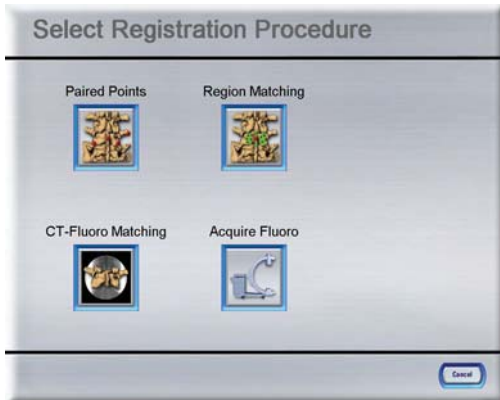 Select Registration Procedure
Paired Points
Region Matching
CT-Fluoro Matching
Acquire Fluoro
Cancel